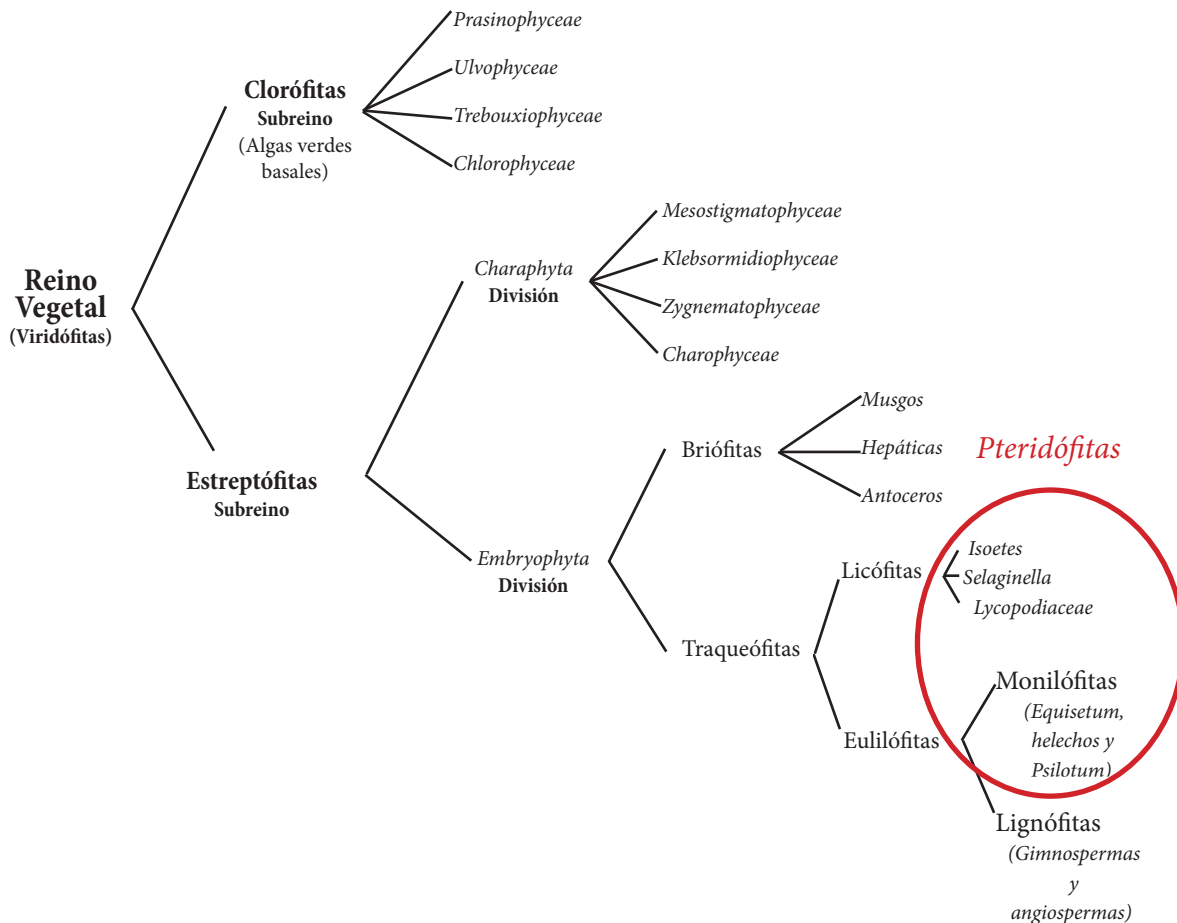 Prasinophyceae
Ulvophyceae
Trebouxiophyceae
Chlorophyceae
Clorófitas
Subreino
(Algas verdes
basales)
Mesostigmatophyceae
Klebsormidiophyceae
Zygnematophyceae
Charophyceae
Charaphyta
División
Reino
Vegetal
(Viridófitas)
Musgos
Hepáticas
Antoceros
Briófitas
Pteridófitas
Estreptófitas
Subreino
Embryophyta
División
Isoetes
Selaginella
Lycopodiaceae
Licófitas
Traqueófitas
Monilófitas
(Equisetum,
helechos y
Psilotum)
Eulilófitas
Lignófitas
(Gimnospermas
y
angiospermas)